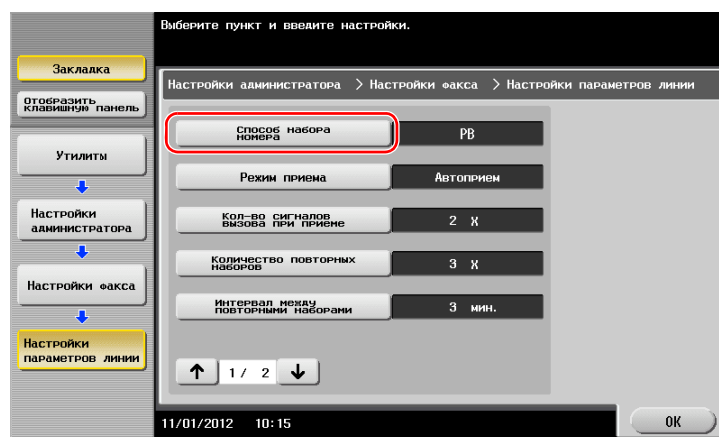 Выберите пункт и введите настройки.
Закладка
Отобразить
клавишную панель
Утилиты
Настройки
администратора
Настройки факса
Настройки
параметров линии
Настройки администратора > Настройки факса > Настройки параметров линии
Способ набора
номера
PB
Режим приема
Автоприем
Кол-во сигналов
вызова при приеме
2 X
Количество повторных
наборов
3 X
Интервал между
повторными наборами
3 мин.
↑ 1/ 2 ↓
11/01/2012 10:15
OK